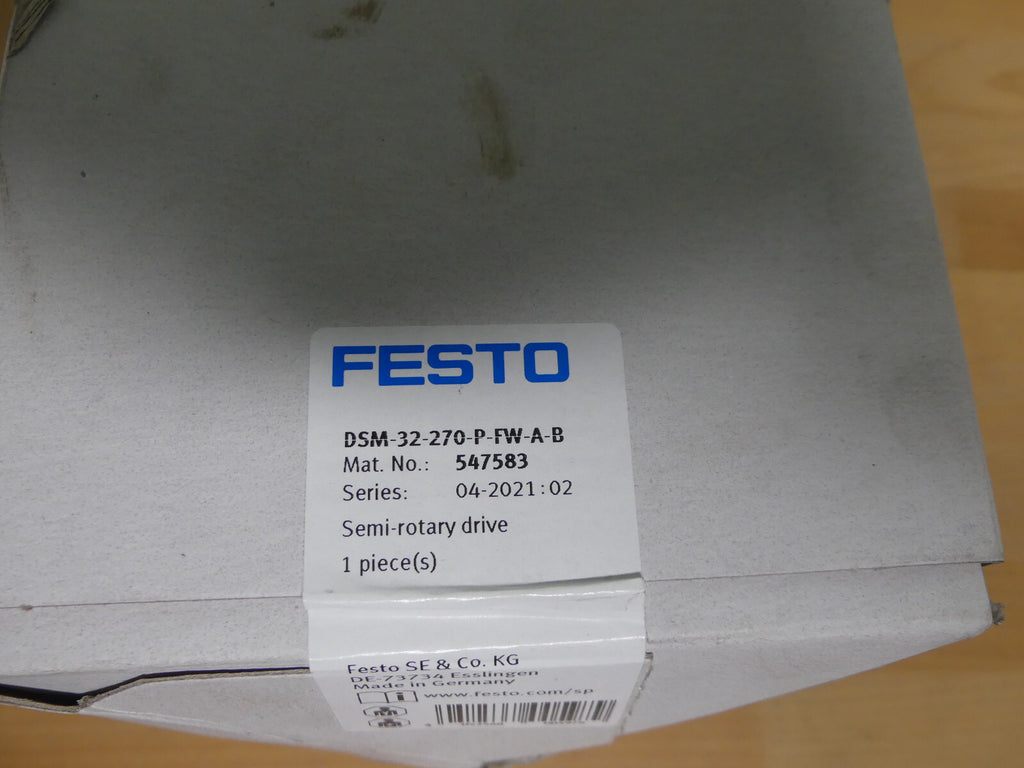 FESTO
DSM-32-270-P-FW-A-B
Mat. No.: 547583
Series: 04-2021:02
Semi-rotary drive
1 piece(s)
Festo SE & Co. KG
DE-73734 Esslingen
Made in Germany
www.festo.com/sp